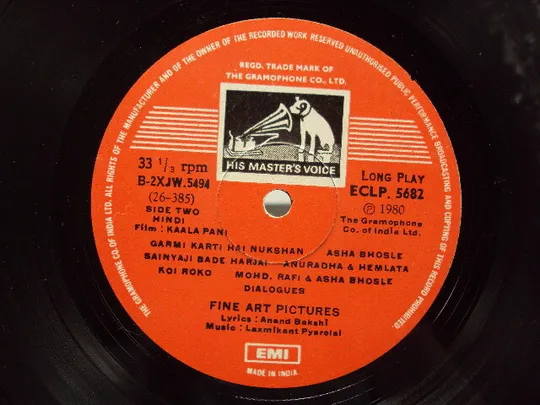 THE GRAMOPHONE CO. OF INDIA LTD. ALL RIGHTS OF THE MANUFACTURER AND OF THE OWNER OF THE RECORDED WORK RESERVED UNAUTHORISED PUBLIC PERFORMANCE BROADCASTING AND COPYING OF THIS RECORD PROHIBITED.
REGD. TRADE MARK OF
THE GRAMOPHONE CO., LTD.
HIS MASTER'S VOICE
33 1/3 rpm
B-2XJW.5494
(26-385)
SIDE TWO
HINDI
Film : KAALA PANI
LONG PLAY
ECLP. 5682
℗ 1980
The Gramophone
Co. of India Ltd.
GARMI KARTI HAI NUKSHAN ASHA BHOSLE
SAINYAJI BADE HARJAI ANURADHA & HEMLATA
KOI ROKO MOHD. RAFI & ASHA BHOSLE
DIALOGUES
FINE ART PICTURES
Lyrics : Anand Bakshi
Music : Laxmikant Pyarelal
EMI
MADE IN INDIA